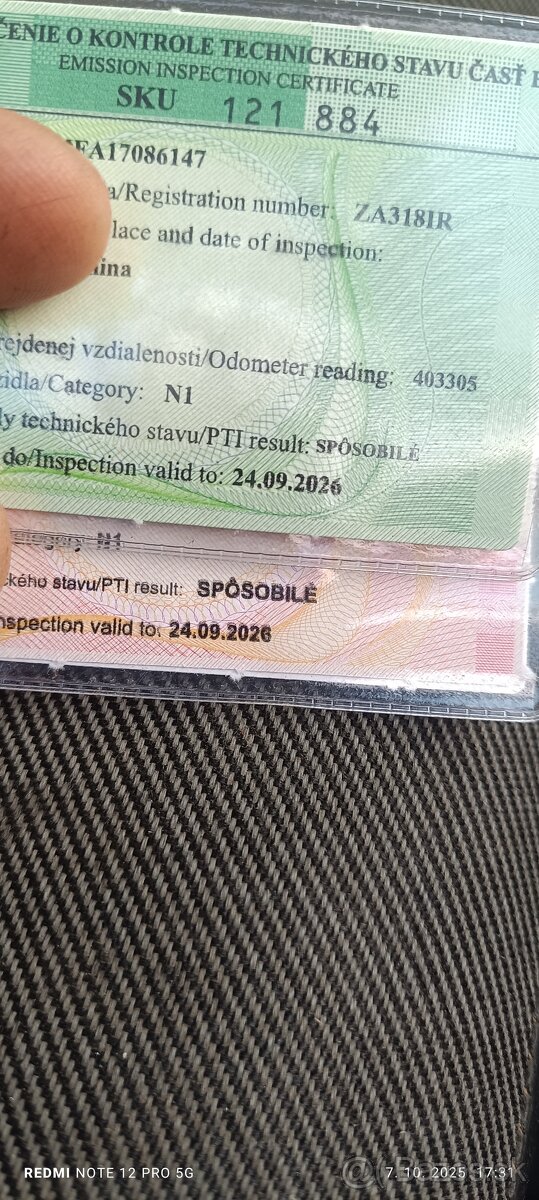 ČENIE O KONTROLE TECHNICKÉHO STAVU ČASŤ
EMISSION INSPECTION CERTIFICATE
SKU 121 884
FA17086147
a/Registration number: ZA318IR
lace and date of inspection:
ina
rejdenej vzdialenosti/Odometer reading: 403305
idla/Category: N1
y technického stavu/PTI result: SPÔSOBILÉ
do/Inspection valid to: 24.09.2026
N1
ckého stavu/PTI result: SPÔSOBILÉ
nspection valid to: 24.09.2026
REDMI NOTE 12 PRO 5G
7. 10. 2025 17:31